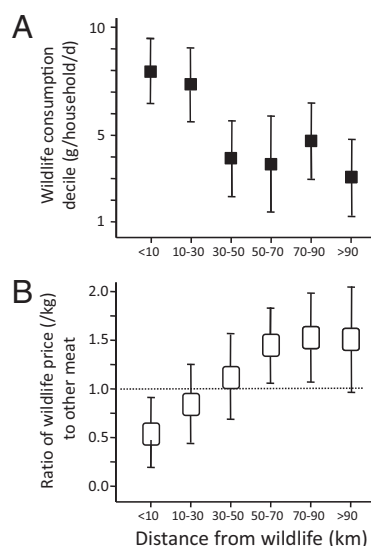 A
Wildlife consumption
decile (g/household/d)
10
5
1
<10 10-30 30-50 50-70 70-90 >90
B
Ratio of wildlife price (/kg)
to other meat
2.0
1.5
1.0
0.5
0.0
<10 10-30 30-50 50-70 70-90 >90
Distance from wildlife (km)